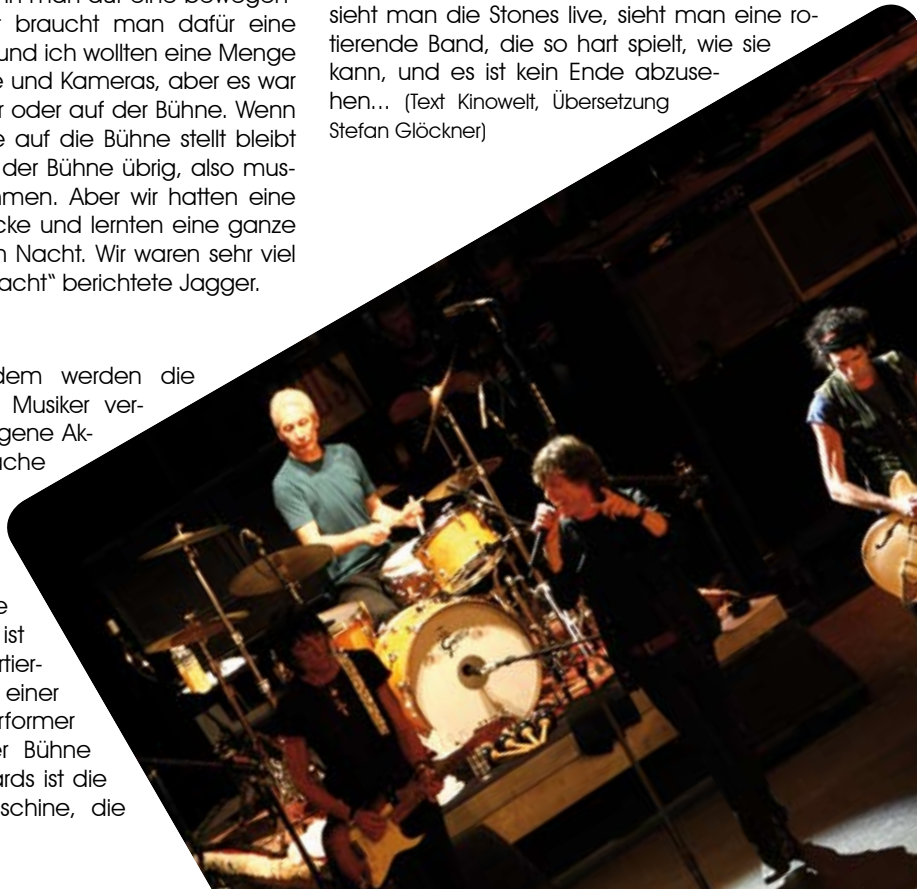 braucht man dafür eine
und ich wollten eine Menge
und Kameras, aber es war
oder auf der Bühne. Wenn
auf die Bühne stellt bleibt
der Bühne übrig, also mus-
men. Aber wir hatten eine
cke und lernten eine ganze
n Nacht. Wir waren sehr viel
acht“ berichtete Jagger.
dem werden die
Musiker ver-
gene Ak-
ache
e
ist
rtier-
einer
rformer
er Bühne
ards ist die
schine, die
sieht man die Stones live, sieht man eine ro-
tierende Band, die so hart spielt, wie sie
kann, und es ist kein Ende abzuse-
hen... (Text Kinowelt, Übersetzung
Stefan Glöckner)